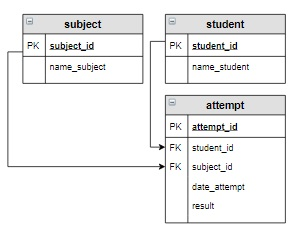 subject
PK subject_id
name_subject
student
PK student_id
name_student
attempt
PK attempt_id
FK student_id
FK subject_id
date_attempt
result